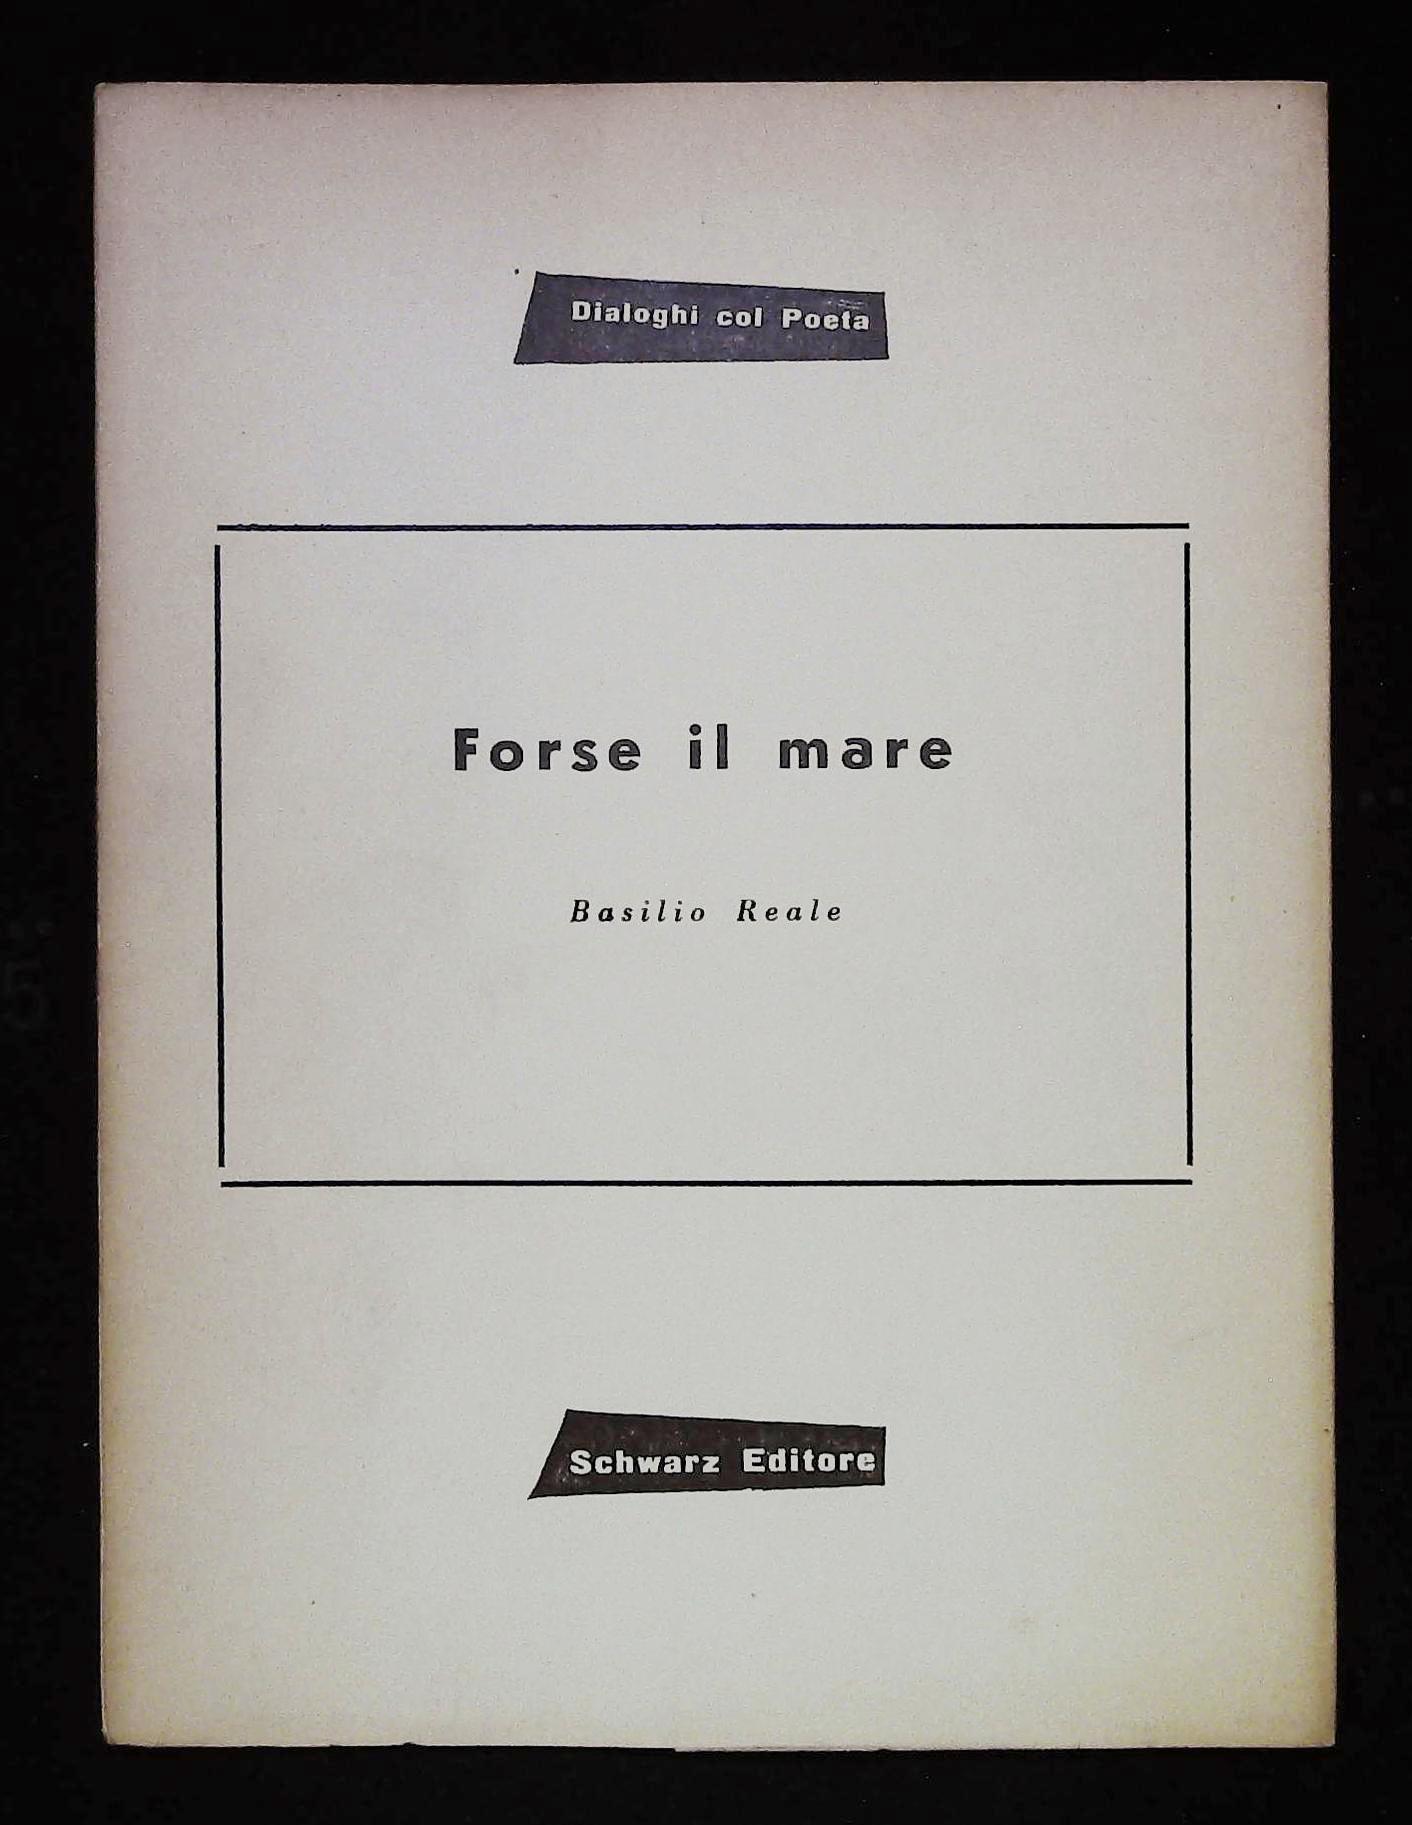 Dialoghi col Poeta
Forse il mare
Basilio Reale
Schwarz Editore